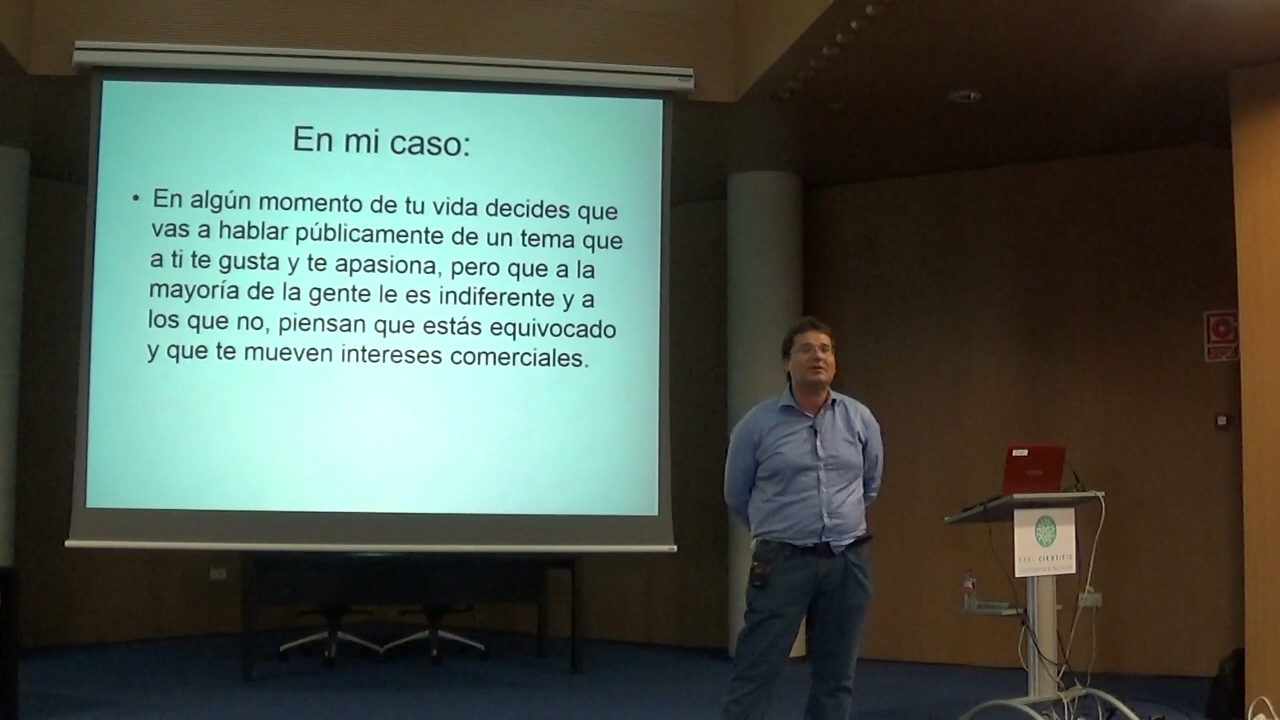 En mi caso:
• En algún momento de tu vida decides que
vas a hablar públicamente de un tema que
a ti te gusta y te apasiona, pero que a la
mayoría de la gente le es indiferente y a
los que no, piensan que estás equivocado
y que te mueven intereses comerciales.
PARC CIENTÍFIC